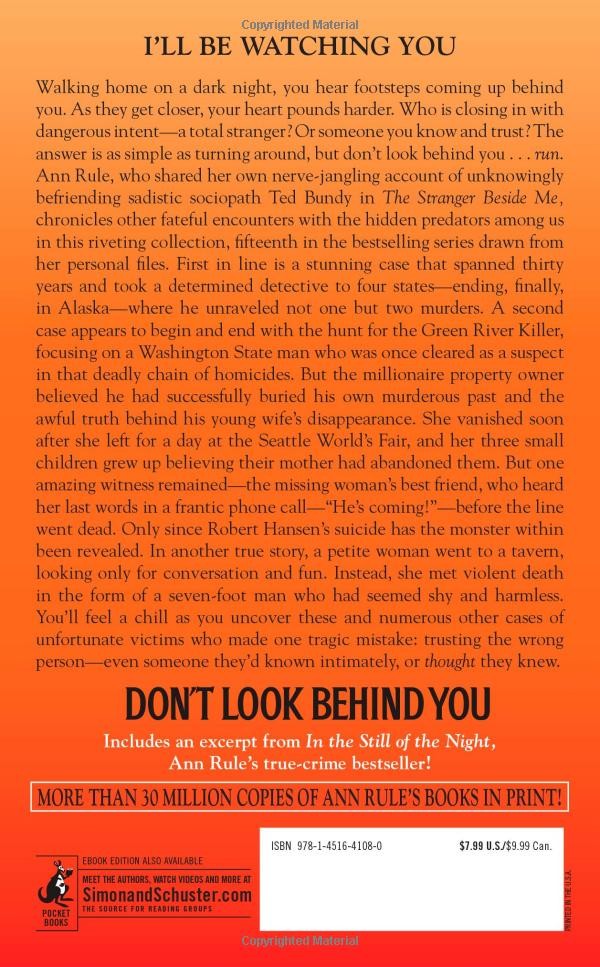 Copyrighted Material
I'LL BE WATCHING YOU
Walking home on a dark night, you hear footsteps coming up behind
you. As they get closer, your heart pounds harder. Who is closing in with
dangerous intent—a total stranger? Or someone you know and trust? The
answer is as simple as turning around, but don't look behind you . . . run.
Ann Rule, who shared her own nerve-jangling account of unknowingly
befriending sadistic sociopath Ted Bundy in The Stranger Beside Me,
chronicles other fateful encounters with the hidden predators among us
in this riveting collection, fifteenth in the bestselling series drawn from
her personal files. First in line is a stunning case that spanned thirty
years and took a determined detective to four states—ending, finally,
in Alaska—where he unraveled not one but two murders. A second
case appears to begin and end with the hunt for the Green River Killer,
focusing on a Washington State man who was once cleared as a suspect
in that deadly chain of homicides. But the millionaire property owner
believed he had successfully buried his own murderous past and the
awful truth behind his young wife's disappearance. She vanished soon
after she left for a day at the Seattle World's Fair, and her three small
children grew up believing their mother had abandoned them. But one
amazing witness remained—the missing woman's best friend, who heard
her last words in a frantic phone call—"He's coming!"—before the line
went dead. Only since Robert Hansen's suicide has the monster within
been revealed. In another true story, a petite woman went to a tavern,
looking only for conversation and fun. Instead, she met violent death
in the form of a seven-foot man who had seemed shy and harmless.
You'll feel a chill as you uncover these and numerous other cases of
unfortunate victims who made one tragic mistake: trusting the wrong
person—even someone they'd known intimately, or thought they knew.
DON'T LOOK BEHIND YOU
Includes an excerpt from In the Still of the Night,
Ann Rule's true-crime bestseller!
MORE THAN 30 MILLION COPIES OF ANN RULE'S BOOKS IN PRINT!
ISBN 978-1-4516-4108-0 $7.99 U.S./$9.99 Can.
EBOOK EDITION ALSO AVAILABLE
MEET THE AUTHORS, WATCH VIDEOS AND MORE AT
SimonandSchuster.com
THE SOURCE FOR READING GROUPS
POCKET
BOOKS
PRINTED IN THE U.S.A.
Copyrighted Material